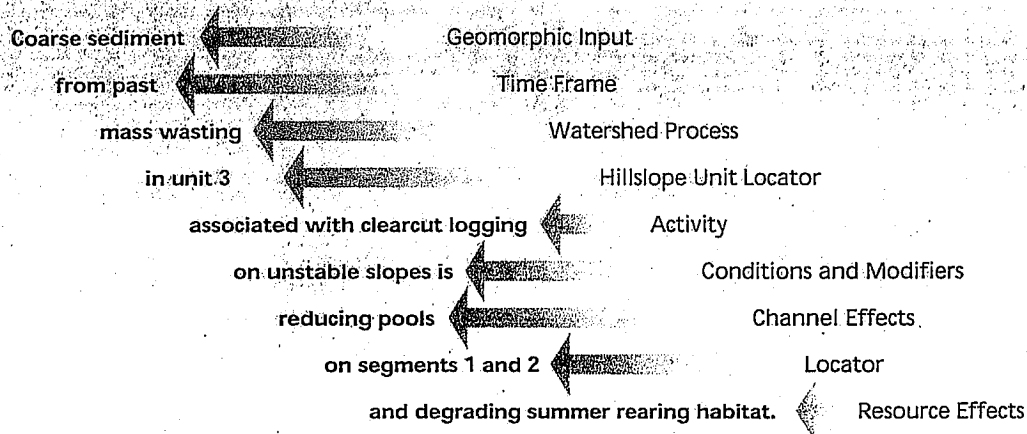 Coarse sediment Geomorphic Input
from past Time Frame
mass wasting Watershed Process
in unit 3 Hillslope Unit Locator
associated with clearcut logging Activity
on unstable slopes is Conditions and Modifiers
reducing pools Channel Effects
on segments 1 and 2 Locator
and degrading summer rearing habitat. Resource Effects